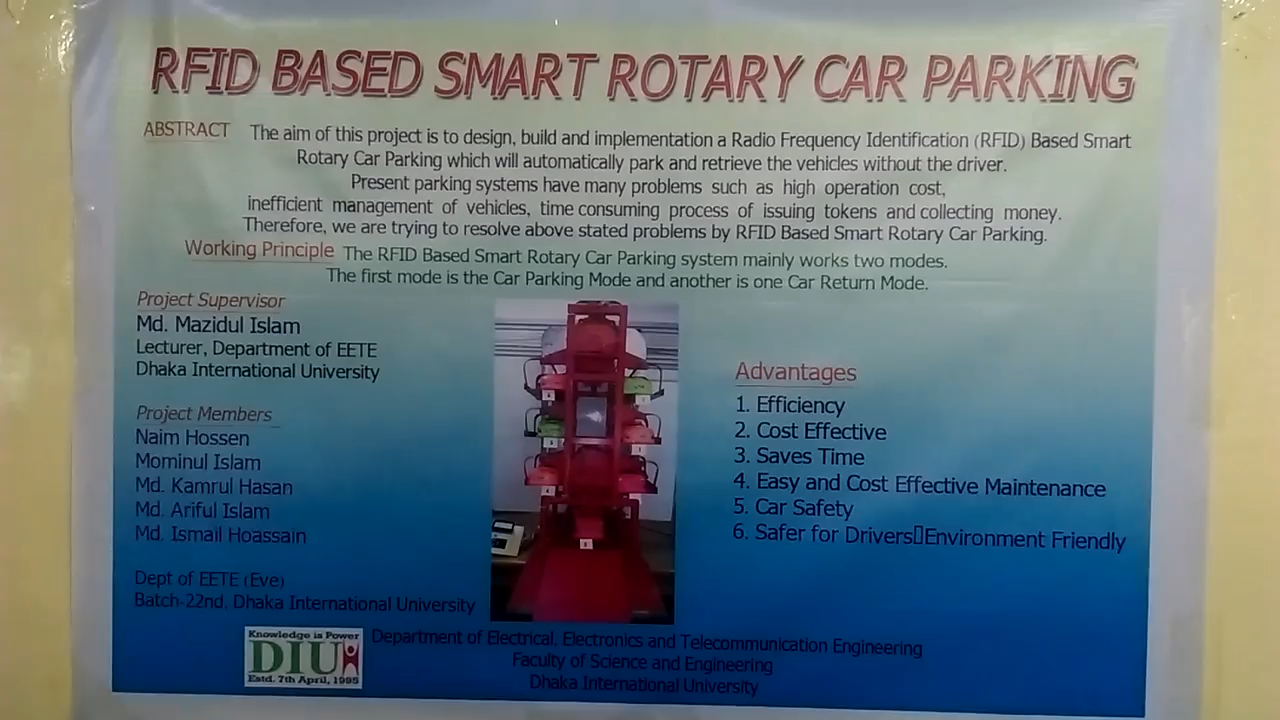 RFID BASED SMART ROTARY CAR PARKING
ABSTRACT The aim of this project is to design, build and implementation a Radio Frequency Identification (RFID) Based Smart
Rotary Car Parking which will automatically park and retrieve the vehicles without the driver.
Present parking systems have many problems such as high operation cost,
inefficient management of vehicles, time consuming process of issuing tokens and collecting money.
Therefore, we are trying to resolve above stated problems by RFID Based Smart Rotary Car Parking.
Working Principle The RFID Based Smart Rotary Car Parking system mainly works two modes.
The first mode is the Car Parking Mode and another is one Car Return Mode.
Project Supervisor
Md. Mazidul Islam
Lecturer, Department of EETE
Dhaka International University
Project Members
Naim Hossen
Mominul Islam
Md. Kamrul Hasan
Md. Ariful Islam
Md. Ismail Hoassain
Dept of EETE (Eve)
Batch-22nd, Dhaka International University
Advantages
1. Efficiency
2. Cost Effective
3. Saves Time
4. Easy and Cost Effective Maintenance
5. Car Safety
6. Safer for Drivers▯Environment Friendly
Knowledge is Power
DIU
Estd. 7th April, 1995
Department of Electrical, Electronics and Telecommunication Engineering
Faculty of Science and Engineering
Dhaka International University